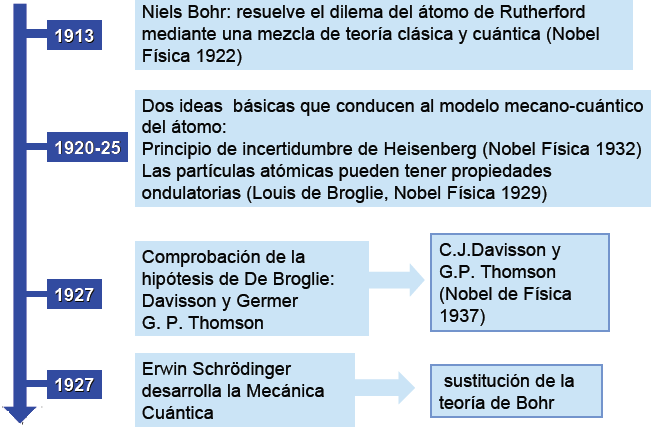 1913
Niels Bohr: resuelve el dilema del átomo de Rutherford
mediante una mezcla de teoría clásica y cuántica (Nobel
Física 1922)
1920-25
Dos ideas básicas que conducen al modelo mecano-cuántico
del átomo:
Principio de incertidumbre de Heisenberg (Nobel Física 1932)
Las partículas atómicas pueden tener propiedades
ondulatorias (Louis de Broglie, Nobel Física 1929)
1927
Comprobación de la
hipótesis de De Broglie:
Davisson y Germer
G. P. Thomson
C.J.Davisson y
G.P. Thomson
(Nobel de Física
1937)
1927
Erwin Schrödinger
desarrolla la Mecánica
Cuántica
sustitución de la
teoría de Bohr